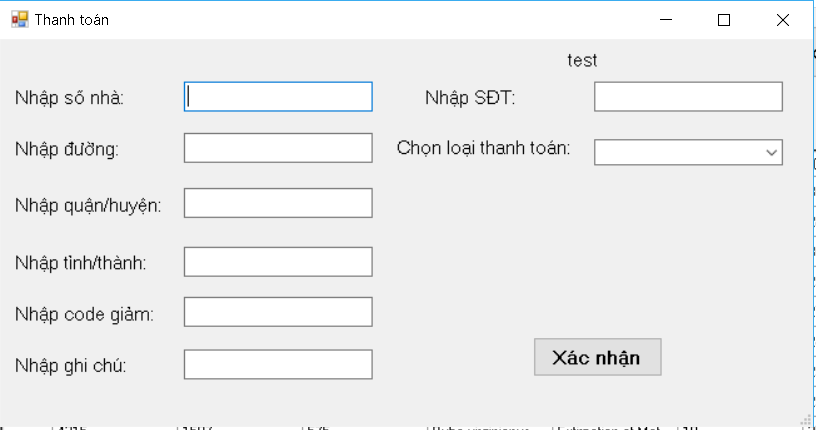 Thanh toán
test
Nhập số nhà:
Nhập SĐT:
Nhập đường:
Chọn loại thanh toán:
Nhập quận/huyện:
Nhập tỉnh/thành:
Nhập code giảm:
Xác nhận
Nhập ghi chú: